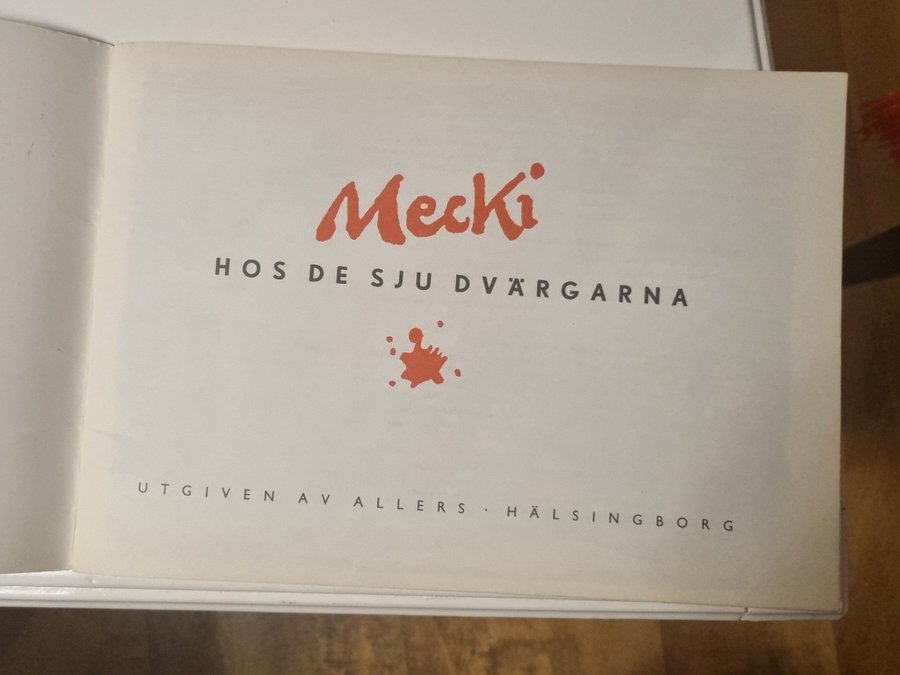 Mecki
HOS DE SJU DVÄRGARNA
UTGIVEN AV ALLERS · HÄLSINGBORG